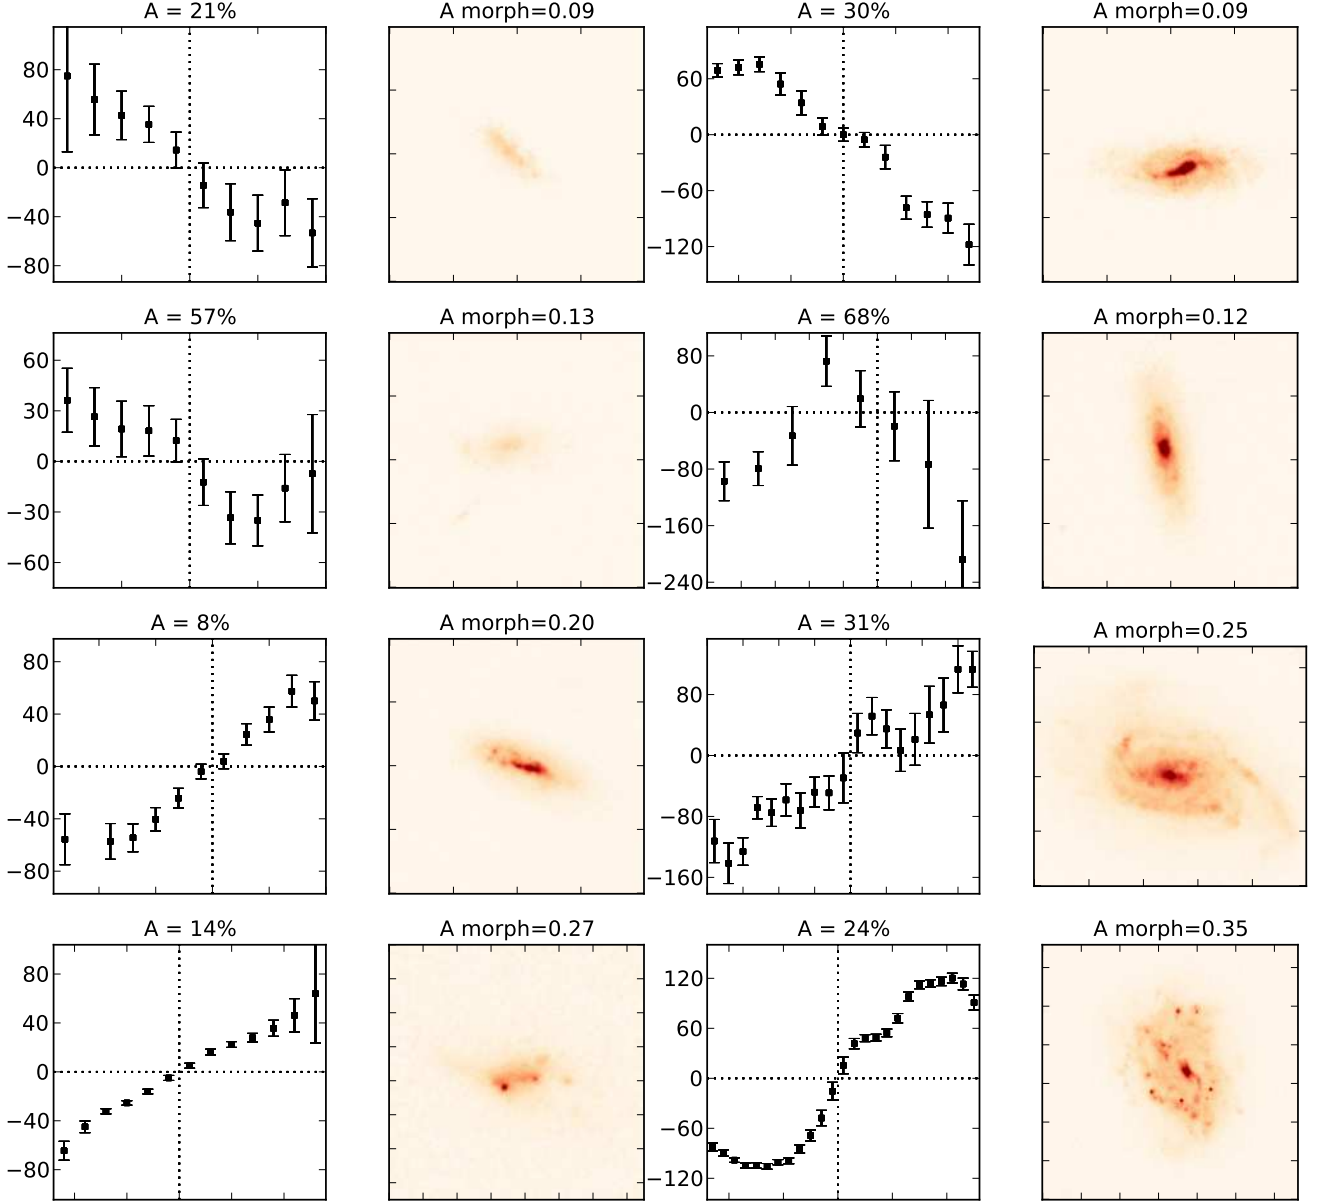 A = 21%
A morph=0.09
A = 30%
A morph=0.09
80
40
0
−40
−80
60
0
−60
−120
A = 57%
A morph=0.13
A = 68%
A morph=0.12
60
30
0
−30
−60
80
0
−80
−160
−240
A = 8%
A morph=0.20
A = 31%
A morph=0.25
80
40
0
−40
−80
80
0
−80
−160
A = 14%
A morph=0.27
A = 24%
A morph=0.35
80
40
0
−40
−80
120
60
0
−60
−120